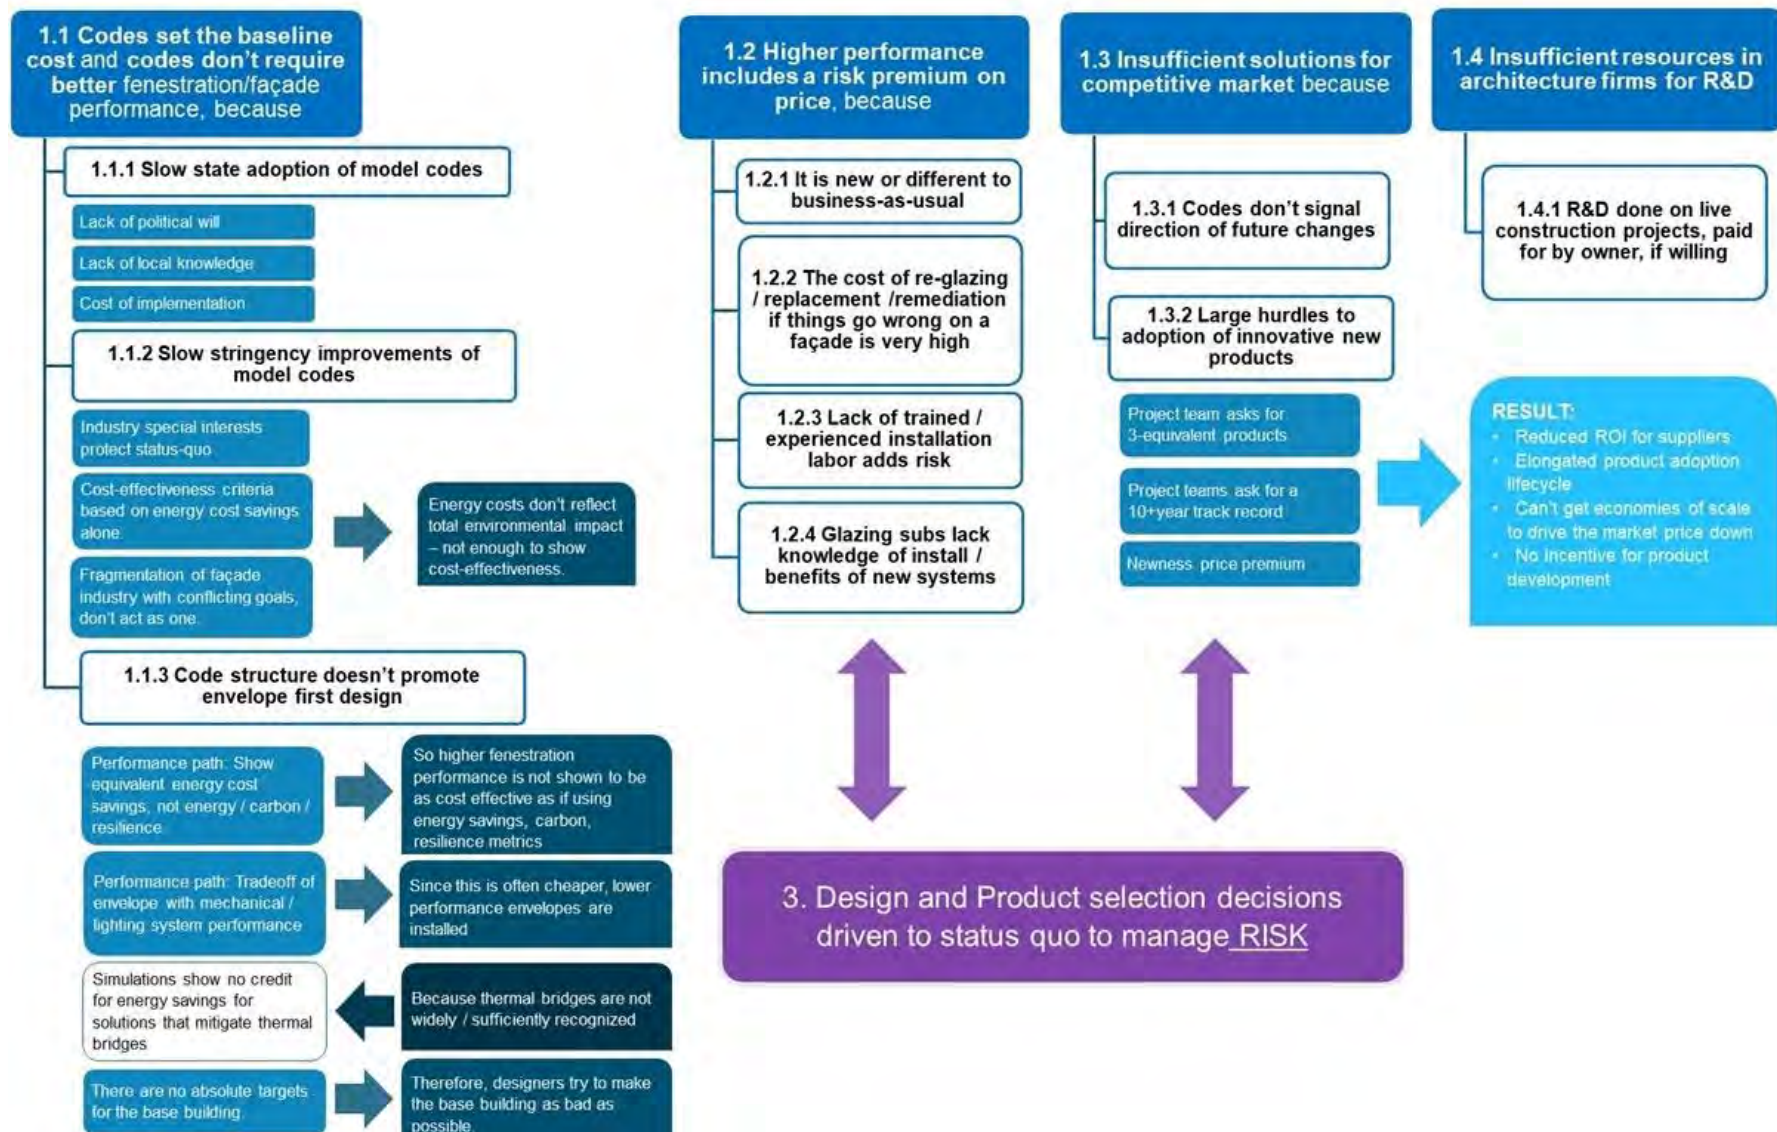 1.1 Codes set the baseline
cost and codes don't require
better fenestration/façade
performance, because
1.1.1 Slow state adoption of model codes
Lack of political will
Lack of local knowledge
Cost of implementation
1.1.2 Slow stringency improvements of
model codes
Industry special interests
protect status-quo
Cost-effectiveness criteria
based on energy cost savings
alone.
Energy costs don't reflect
total environmental impact
– not enough to show
cost-effectiveness.
Fragmentation of façade
industry with conflicting goals,
don't act as one.
1.1.3 Code structure doesn't promote
envelope first design
Performance path: Show
equivalent energy cost
savings, not energy / carbon /
resilience
So higher fenestration
performance is not shown to be
as cost effective as if using
energy savings, carbon,
resilience metrics
Performance path: Tradeoff of
envelope with mechanical /
lighting system performance
Since this is often cheaper, lower
performance envelopes are
installed
Simulations show no credit
for energy savings for
solutions that mitigate thermal
bridges
Because thermal bridges are not
widely / sufficiently recognized
There are no absolute targets
for the base building.
Therefore, designers try to make
the base building as bad as
possible.
1.2 Higher performance
includes a risk premium on
price, because
1.2.1 It is new or different to
business-as-usual
1.2.2 The cost of re-glazing
/ replacement /remediation
if things go wrong on a
façade is very high
1.2.3 Lack of trained /
experienced installation
labor adds risk
1.2.4 Glazing subs lack
knowledge of install /
benefits of new systems
1.3 Insufficient solutions for
competitive market because
1.3.1 Codes don't signal
direction of future changes
1.3.2 Large hurdles to
adoption of innovative new
products
Project team asks for
3-equivalent products
Project teams ask for a
10+year track record
Newness price premium
1.4 Insufficient resources in
architecture firms for R&D
1.4.1 R&D done on live
construction projects, paid
for by owner, if willing
RESULT:
• Reduced ROI for suppliers
• Elongated product adoption
lifecycle
• Can't get economies of scale
to drive the market price down
• No Incentive for product
development
3. Design and Product selection decisions
driven to status quo to manage RISK